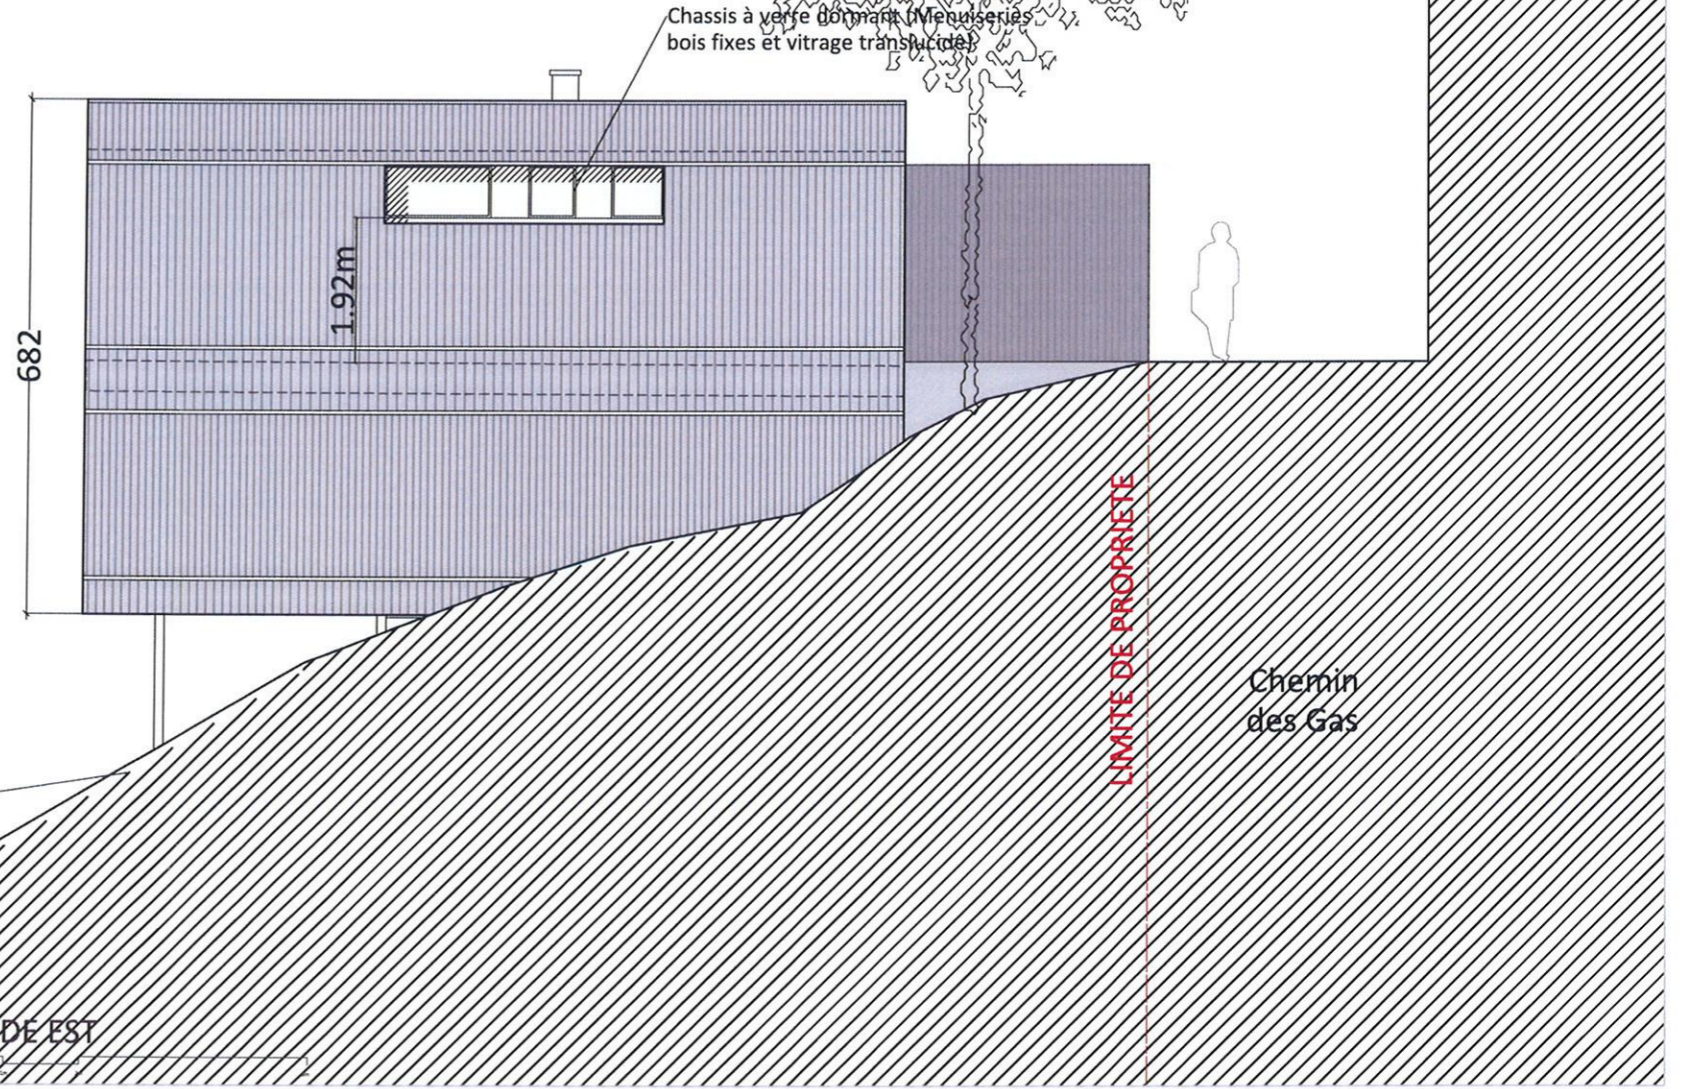 Chassis à verre dormant (Menuiseries
bois fixes et vitrage translucide)
682
1.92m
LIMITE DE PROPRIETE
Chemin
des Gas
DE EST